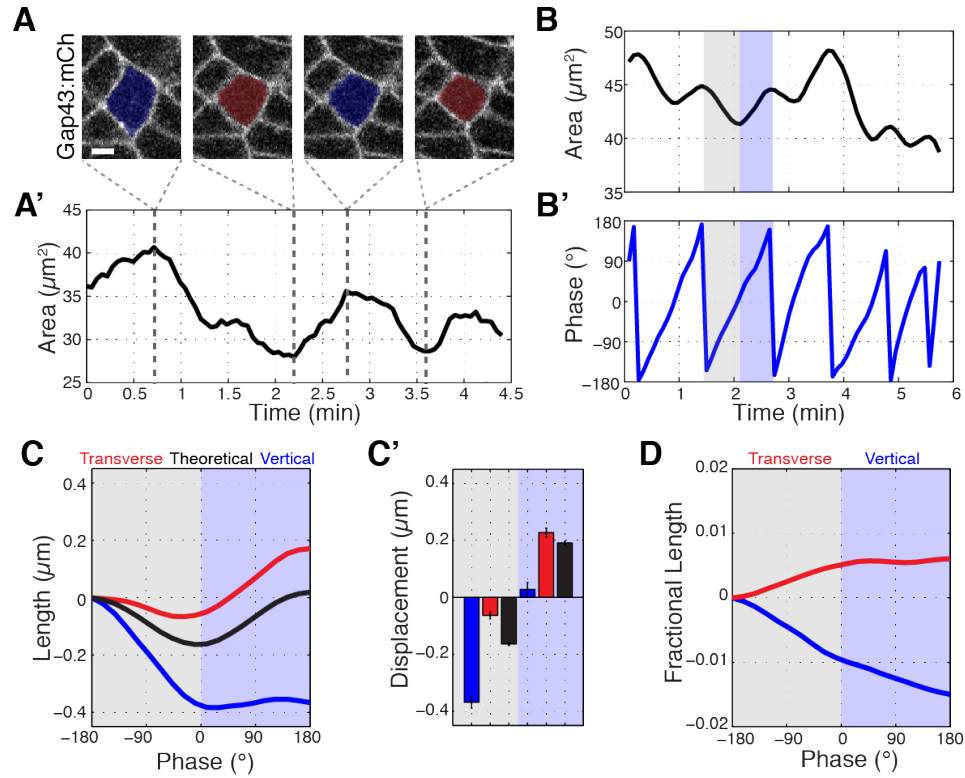 A
Gap43:mCh
A'
Area (μm²)
45
40
35
30
25
0
0.5
1
1.5
2
2.5
3
3.5
4
4.5
Time (min)
B
Area (μm²)
50
45
40
35
B'
Phase (°)
180
90
0
−90
−180
0
1
2
3
4
5
6
Time (min)
C
Transverse Theoretical Vertical
Length (μm)
0.4
0.2
0
−0.2
−0.4
−180
−90
0
90
180
Phase (°)
C'
Displacement (μm)
0.4
0.2
0
−0.2
−0.4
D
Transverse Vertical
Fractional Length
0.02
0.01
0
−0.01
−0.02
−180
−90
0
90
180
Phase (°)